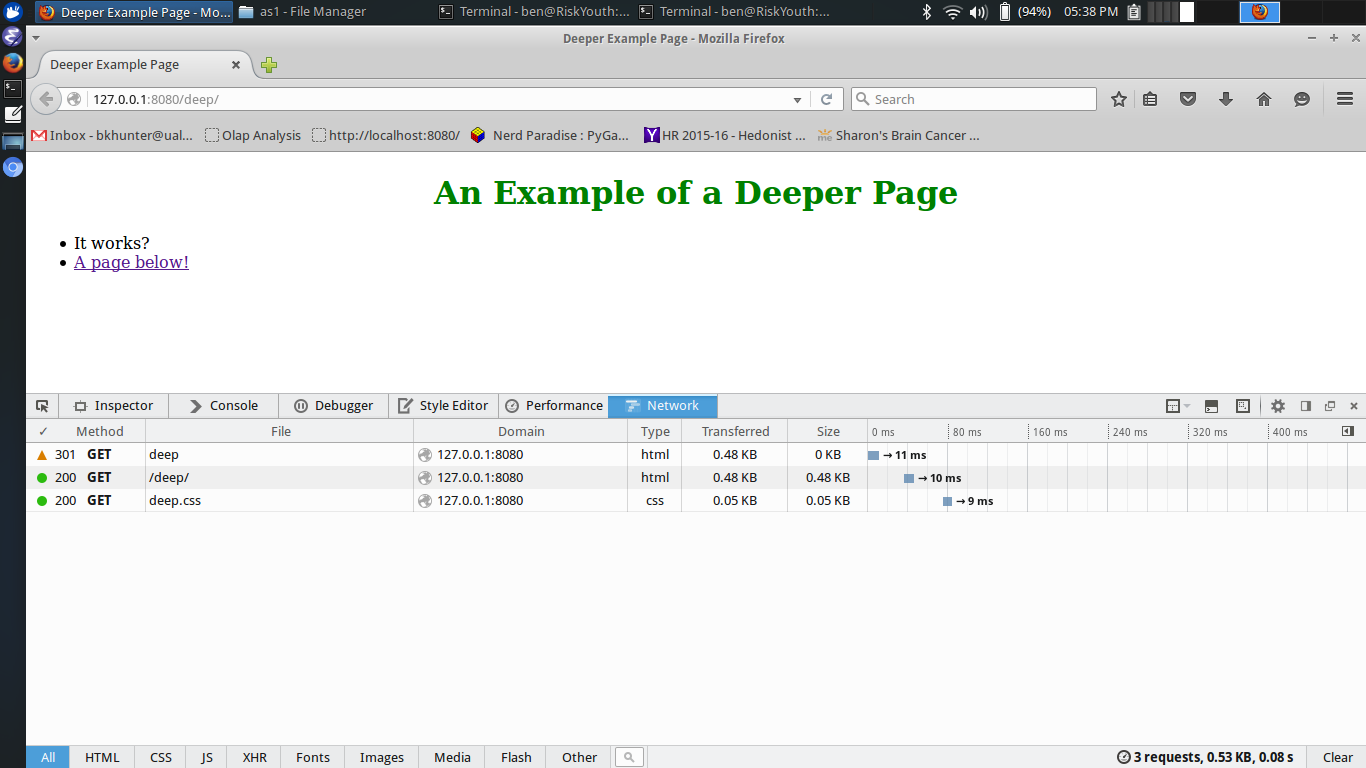 Deeper Example Page - Mo... as1 - File Manager Terminal - ben@RiskYouth:... Terminal - ben@RiskYouth:... (94%) 05:38 PM
Deeper Example Page - Mozilla Firefox
Deeper Example Page
127.0.0.1:8080/deep/ Search
Inbox - bkhunter@ual... Olap Analysis http://localhost:8080/ Nerd Paradise : PyGa... HR 2015-16 - Hedonist ... Sharon's Brain Cancer ...
An Example of a Deeper Page
• It works?
• A page below!
Inspector Console Debugger Style Editor Performance Network
✓ Method File Domain Type Transferred Size 0 ms 80 ms 160 ms 240 ms 320 ms 400 ms
301 GET deep 127.0.0.1:8080 html 0.48 KB 0 KB → 11 ms
200 GET /deep/ 127.0.0.1:8080 html 0.48 KB 0.48 KB → 10 ms
200 GET deep.css 127.0.0.1:8080 css 0.05 KB 0.05 KB → 9 ms
All HTML CSS JS XHR Fonts Images Media Flash Other 3 requests, 0.53 KB, 0.08 s Clear